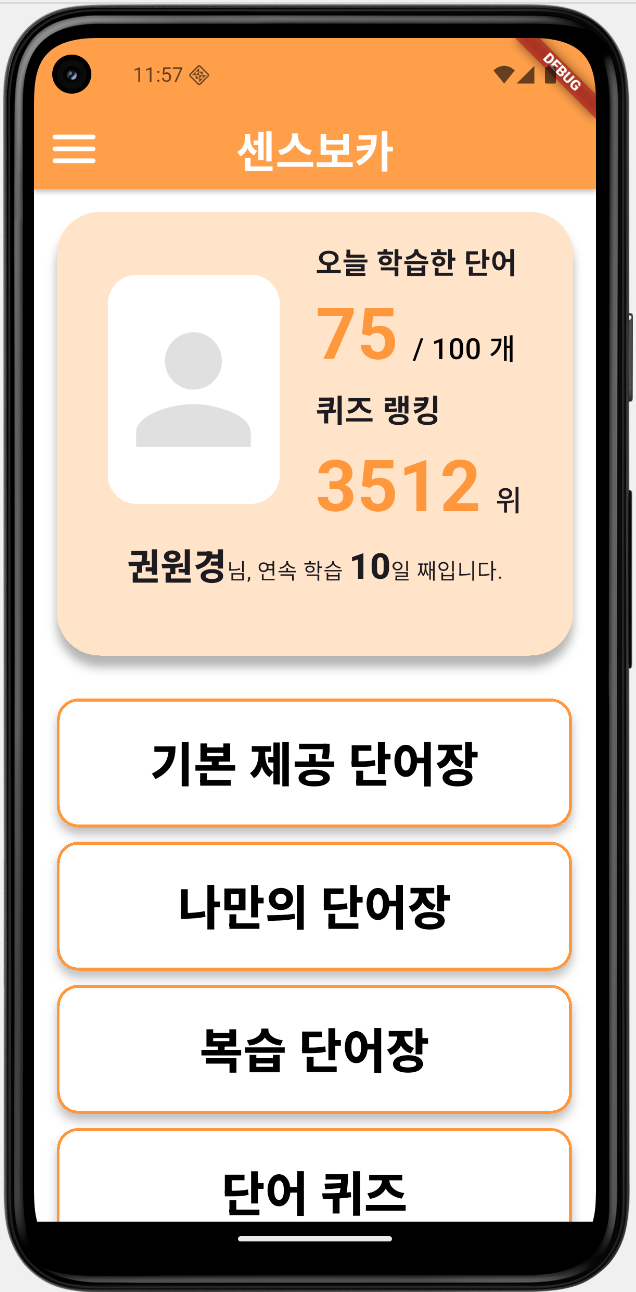 11:57
DEBUG
센스보카
오늘 학습한 단어
75 / 100 개
퀴즈 랭킹
3512 위
권원경님, 연속 학습 10일 째입니다.
기본 제공 단어장
나만의 단어장
복습 단어장
단어 퀴즈